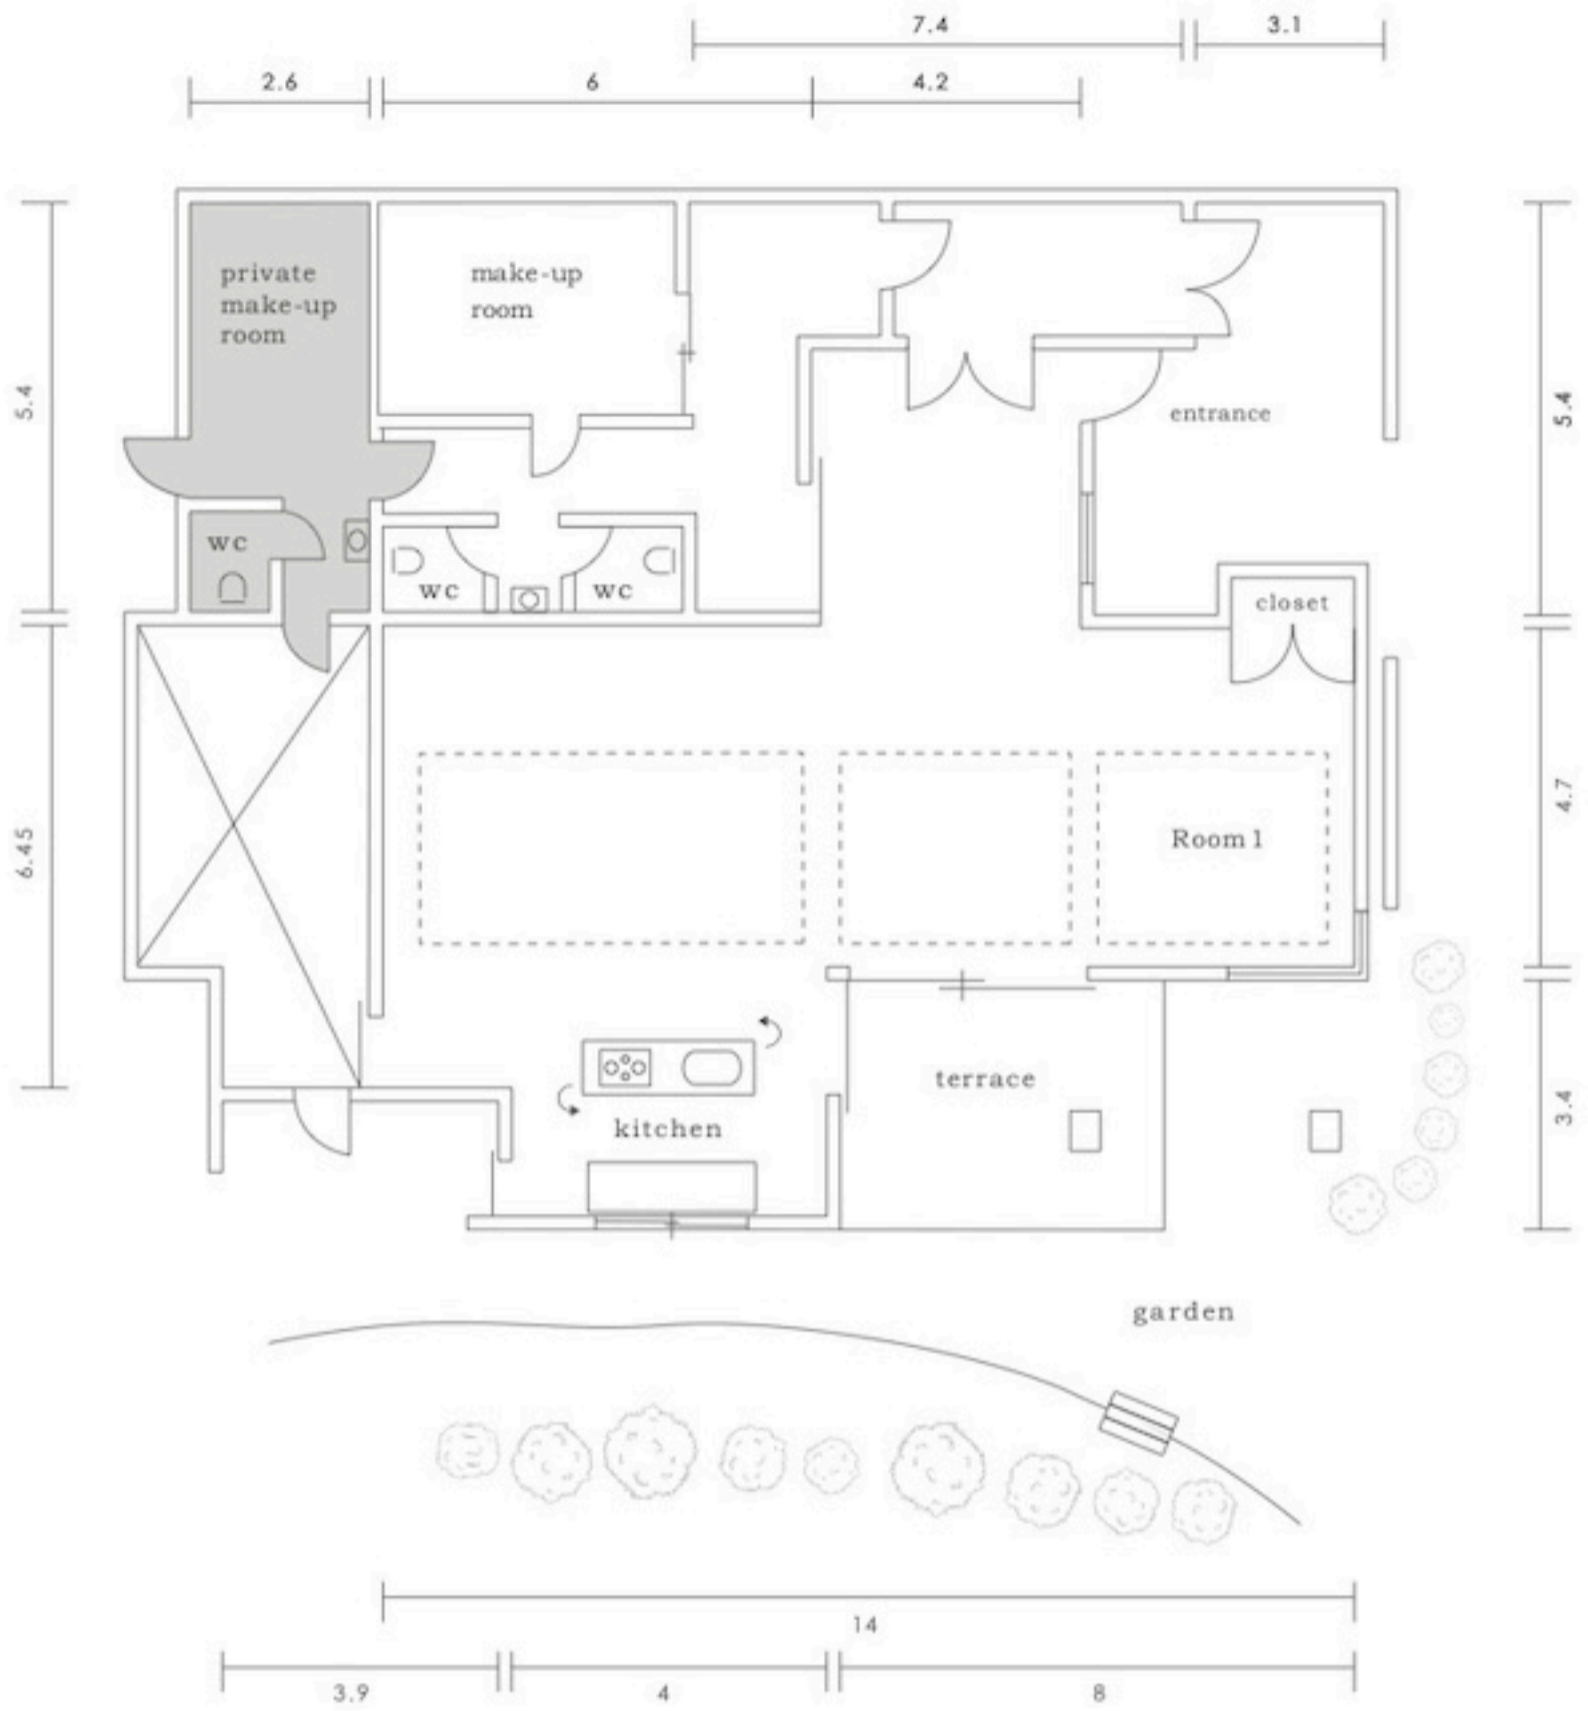 7.4
3.1
2.6
6
4.2
private
make-up
room
make-up
room
5.4
5.4
entrance
wc
wc
wc
closet
6.45
4.7
Room 1
terrace
kitchen
3.4
garden
14
3.9
4
8